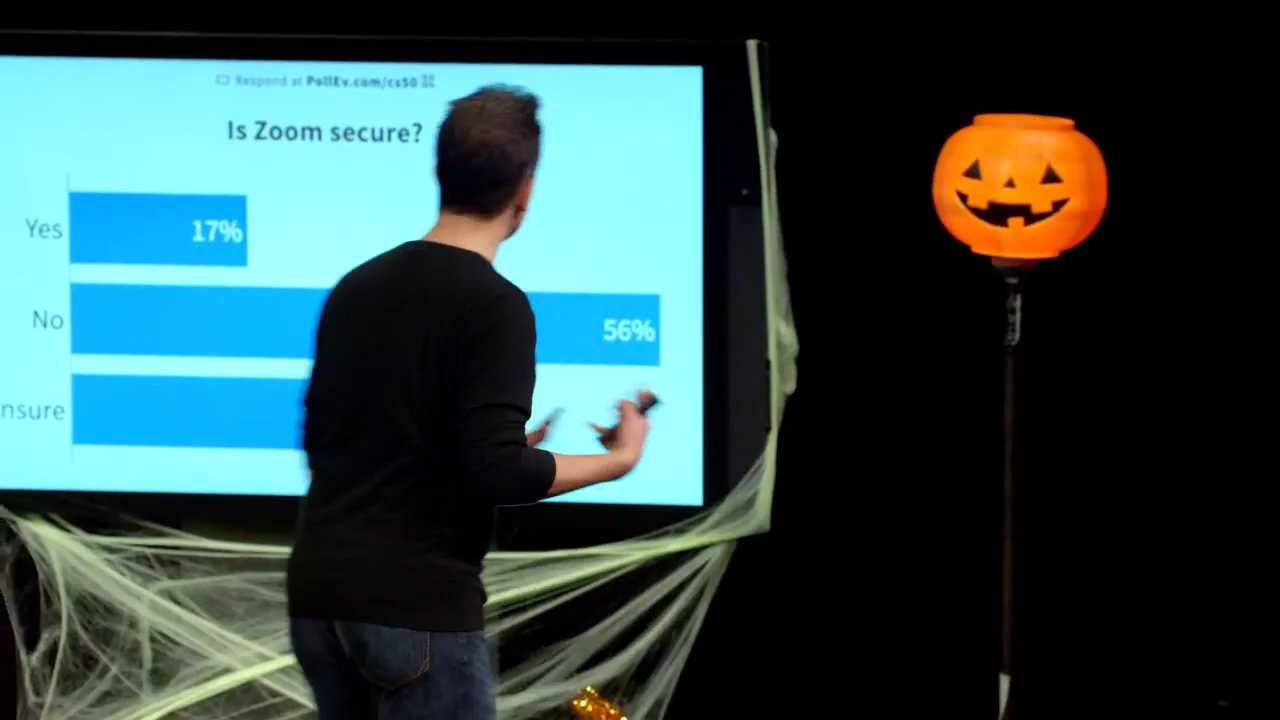 Respond at PollEv.com/cs50
Is Zoom secure?
Yes 17%
No 56%
nsure